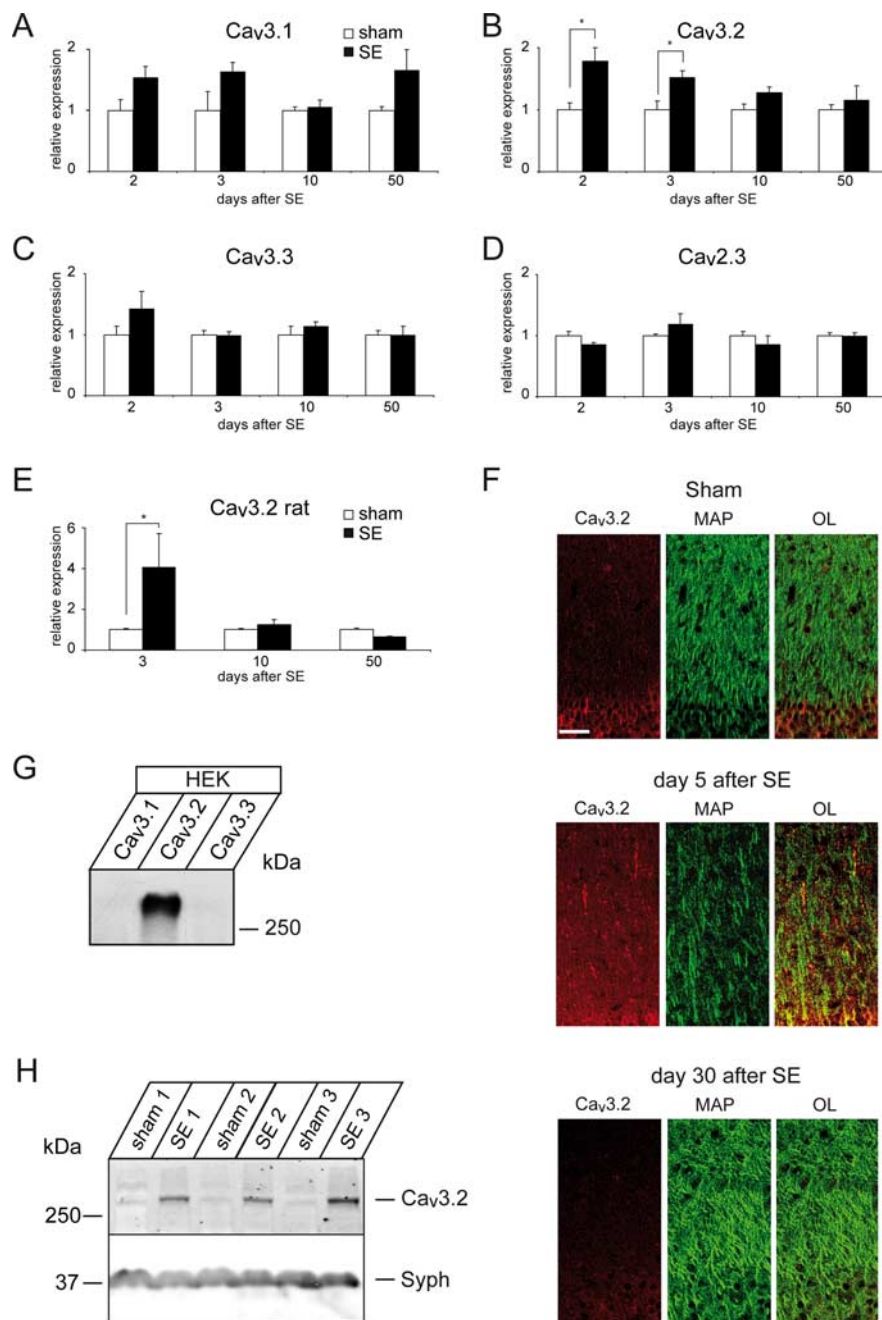 A
Cav3.1
sham
SE
relative expression
2
1
0
2
3
10
50
days after SE
B
Cav3.2
*
*
relative expression
2
1
0
2
3
10
50
days after SE
C
Cav3.3
relative expression
2
1
0
2
3
10
50
days after SE
D
Cav2.3
relative expression
2
1
0
2
3
10
50
days after SE
E
Cav3.2 rat
sham
SE
*
relative expression
6
4
2
0
3
10
50
days after SE
F
Sham
Cav3.2 MAP OL
day 5 after SE
Cav3.2 MAP OL
day 30 after SE
Cav3.2 MAP OL
G
HEK
Cav3.1 Cav3.2 Cav3.3
kDa
250
H
sham 1 SE 1 sham 2 SE 2 sham 3 SE 3
kDa
250
Cav3.2
37
Syph